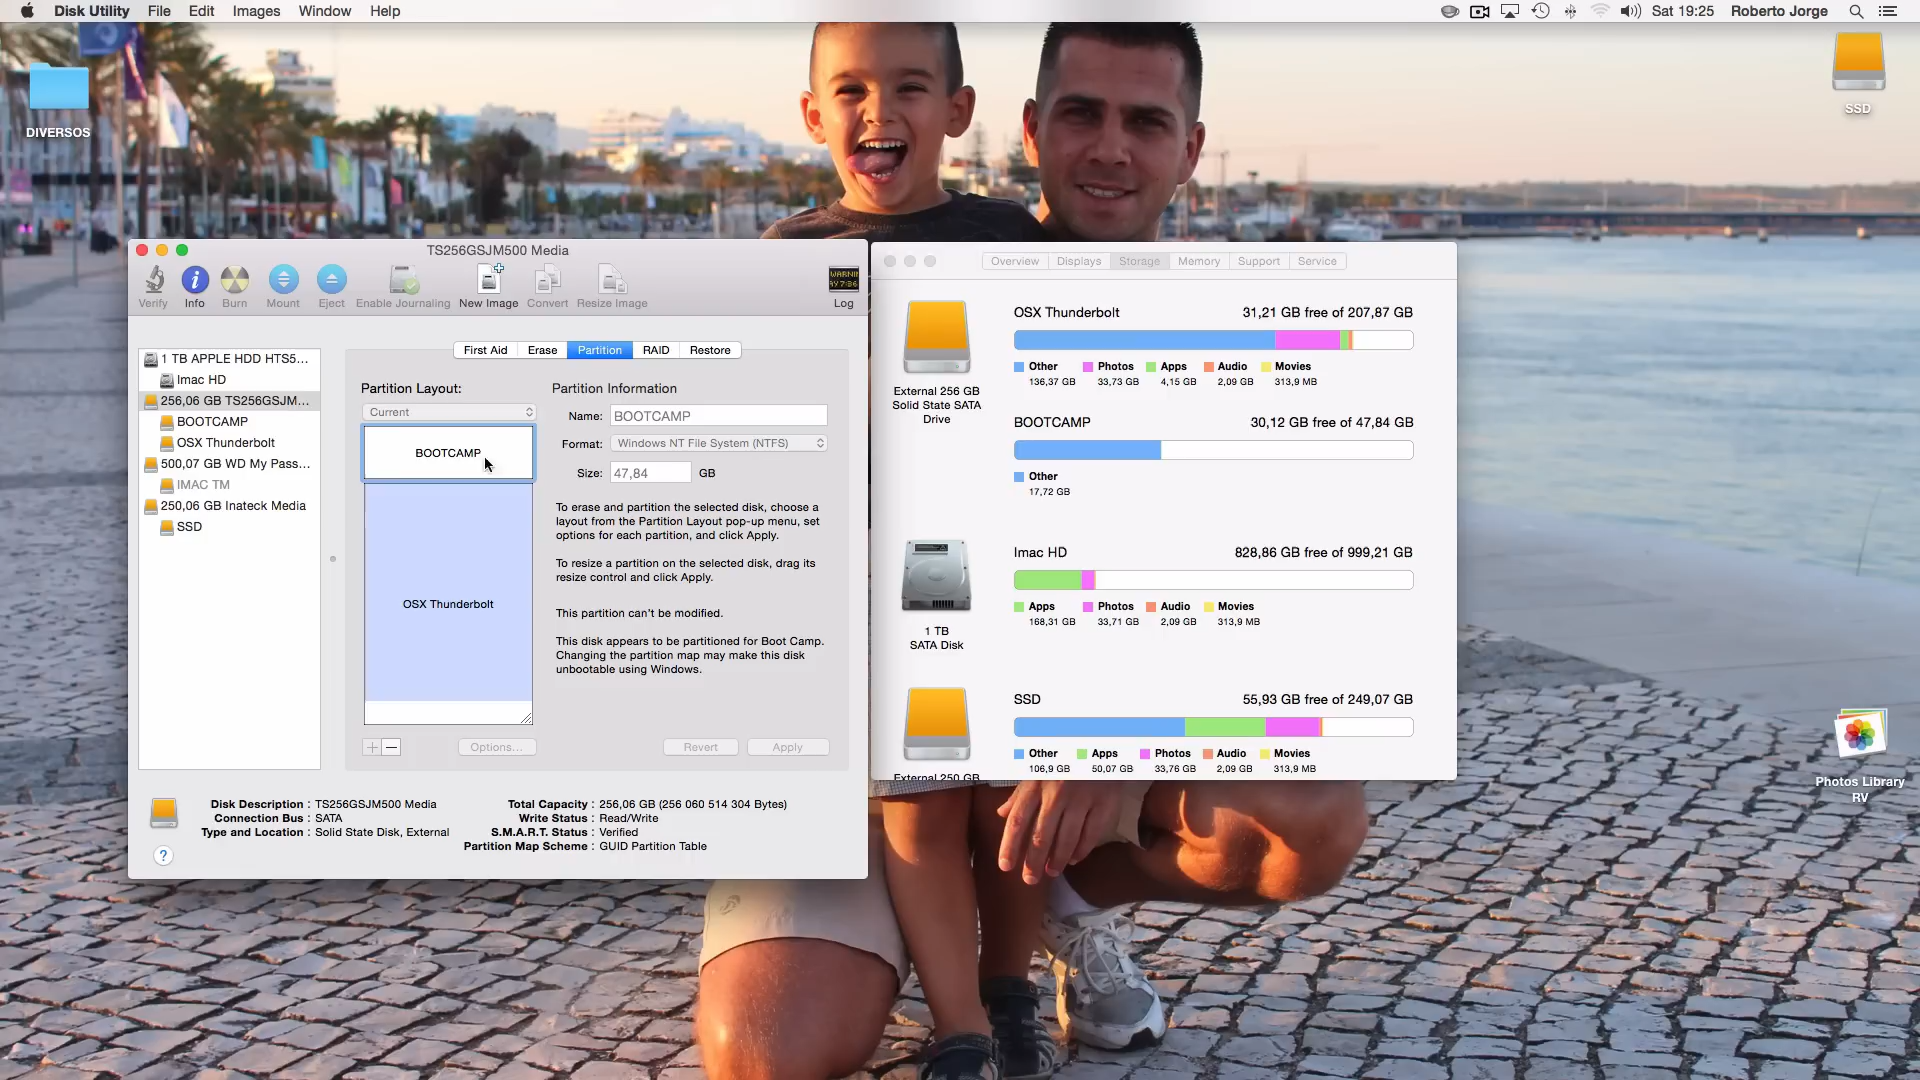 Disk Utility File Edit Images Window Help
Sat 19:25 Roberto Jorge
DIVERSOS
SSD
Photos Library
RV
TS256GSJM500 Media
Verify Info Burn Mount Eject Enable Journaling New Image Convert Resize Image Log
1 TB APPLE HDD HTS5...
Imac HD
256,06 GB TS256GSJM...
BOOTCAMP
OSX Thunderbolt
500,07 GB WD My Pass...
IMAC TM
250,06 GB Inateck Media
SSD
First Aid Erase Partition RAID Restore
Partition Layout:
Current
BOOTCAMP
OSX Thunderbolt
Options...
Partition Information
Name: BOOTCAMP
Format: Windows NT File System (NTFS)
Size: 47,84 GB
To erase and partition the selected disk, choose a
layout from the Partition Layout pop-up menu, set
options for each partition, and click Apply.
To resize a partition on the selected disk, drag its
resize control and click Apply.
This partition can't be modified.
This disk appears to be partitioned for Boot Camp.
Changing the partition map may make this disk
unbootable using Windows.
Revert Apply
Disk Description : TS256GSJM500 Media
Connection Bus : SATA
Type and Location : Solid State Disk, External
Total Capacity : 256,06 GB (256 060 514 304 Bytes)
Write Status : Read/Write
S.M.A.R.T. Status : Verified
Partition Map Scheme : GUID Partition Table
?
Overview Displays Storage Memory Support Service
External 256 GB
Solid State SATA
Drive
OSX Thunderbolt 31,21 GB free of 207,87 GB
Other Photos Apps Audio Movies
136,37 GB 33,73 GB 4,15 GB 2,09 GB 313,9 MB
BOOTCAMP 30,12 GB free of 47,84 GB
Other
17,72 GB
1 TB
SATA Disk
Imac HD 828,86 GB free of 999,21 GB
Apps Photos Audio Movies
168,31 GB 33,71 GB 2,09 GB 313,9 MB
External 250 GB
SSD 55,93 GB free of 249,07 GB
Other Apps Photos Audio Movies
106,9 GB 50,07 GB 33,76 GB 2,09 GB 313,9 MB